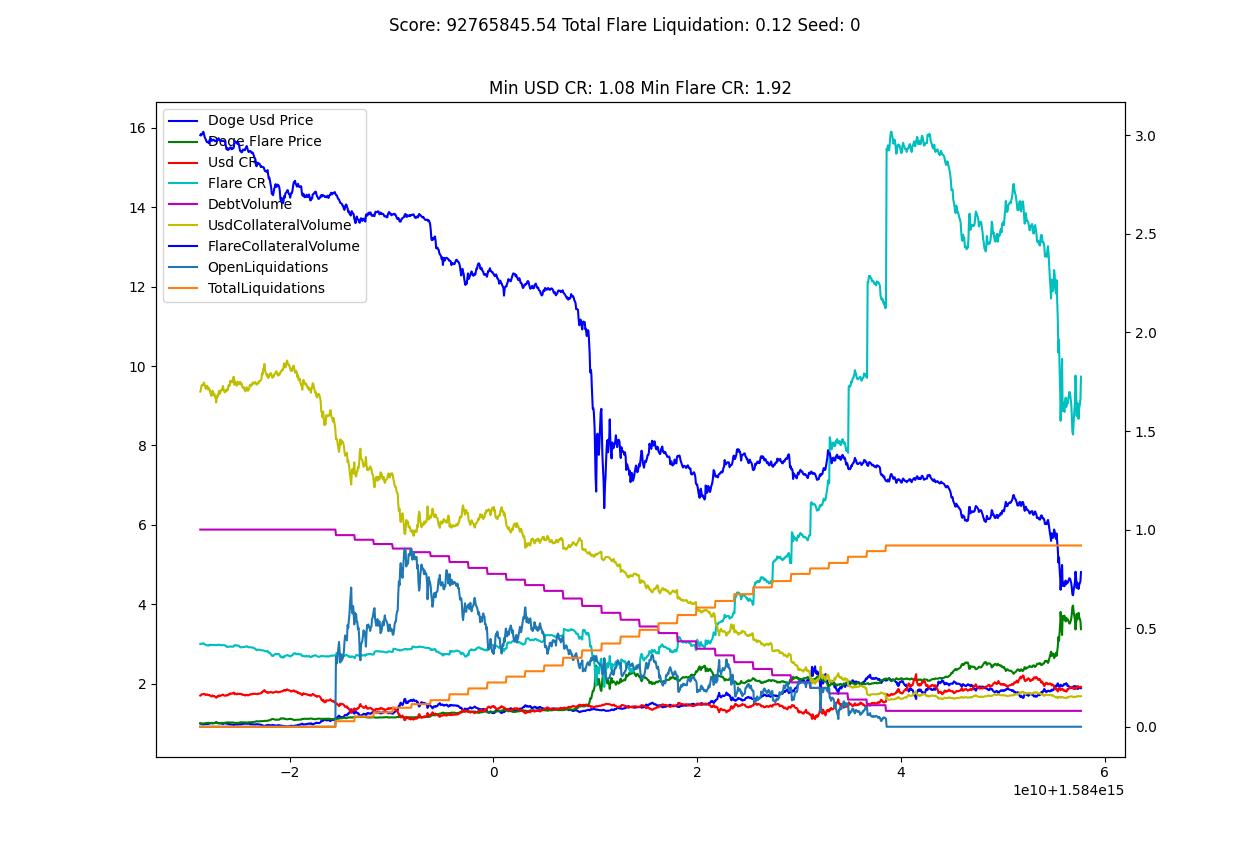 Score: 92765845.54 Total Flare Liquidation: 0.12 Seed: 0
Min USD CR: 1.08 Min Flare CR: 1.92
Doge Usd Price
Doge Flare Price
Usd CR
Flare CR
DebtVolume
UsdCollateralVolume
FlareCollateralVolume
OpenLiquidations
TotalLiquidations
16
14
12
10
8
6
4
2
3.0
2.5
2.0
1.5
1.0
0.5
0.0
−2
0
2
4
6
1e10+1.584e15